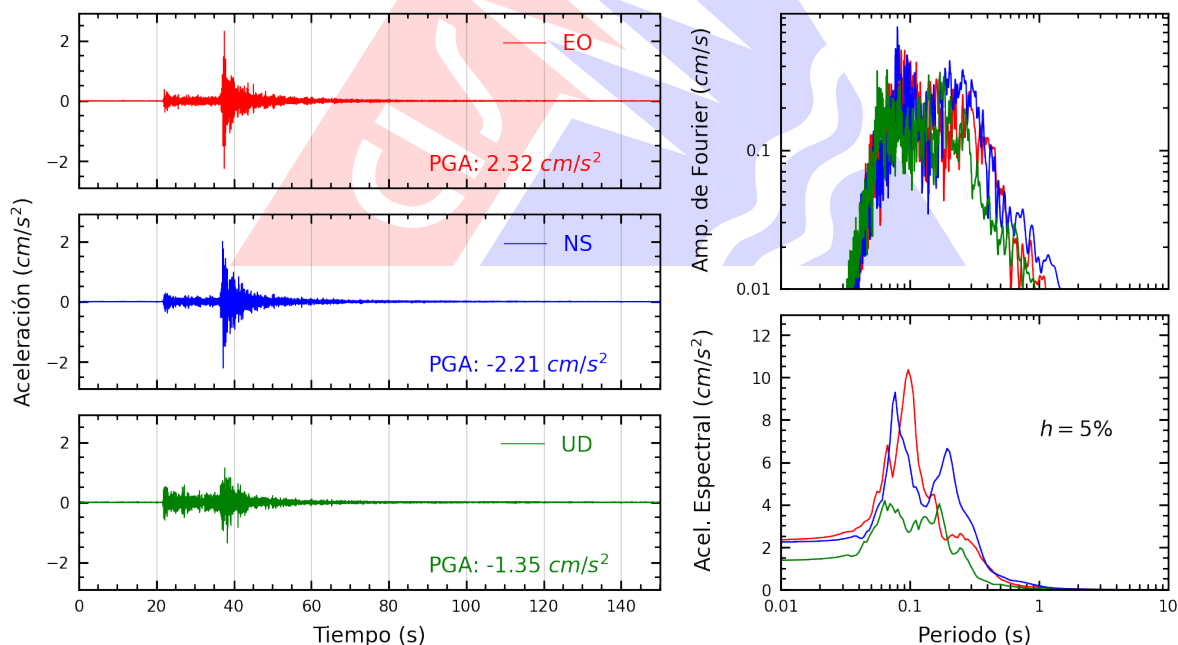 Aceleración (cm/s²)
2
0
−2
EO
PGA: 2.32 cm/s²
2
0
−2
NS
PGA: -2.21 cm/s²
2
0
−2
UD
PGA: -1.35 cm/s²
0 20 40 60 80 100 120 140
Tiempo (s)
Amp. de Fourier (cm/s)
0.1
0.01
Acel. Espectral (cm/s²)
12
10
8
6
4
2
0
h = 5%
0.01 0.1 1 10
Periodo (s)
CIS